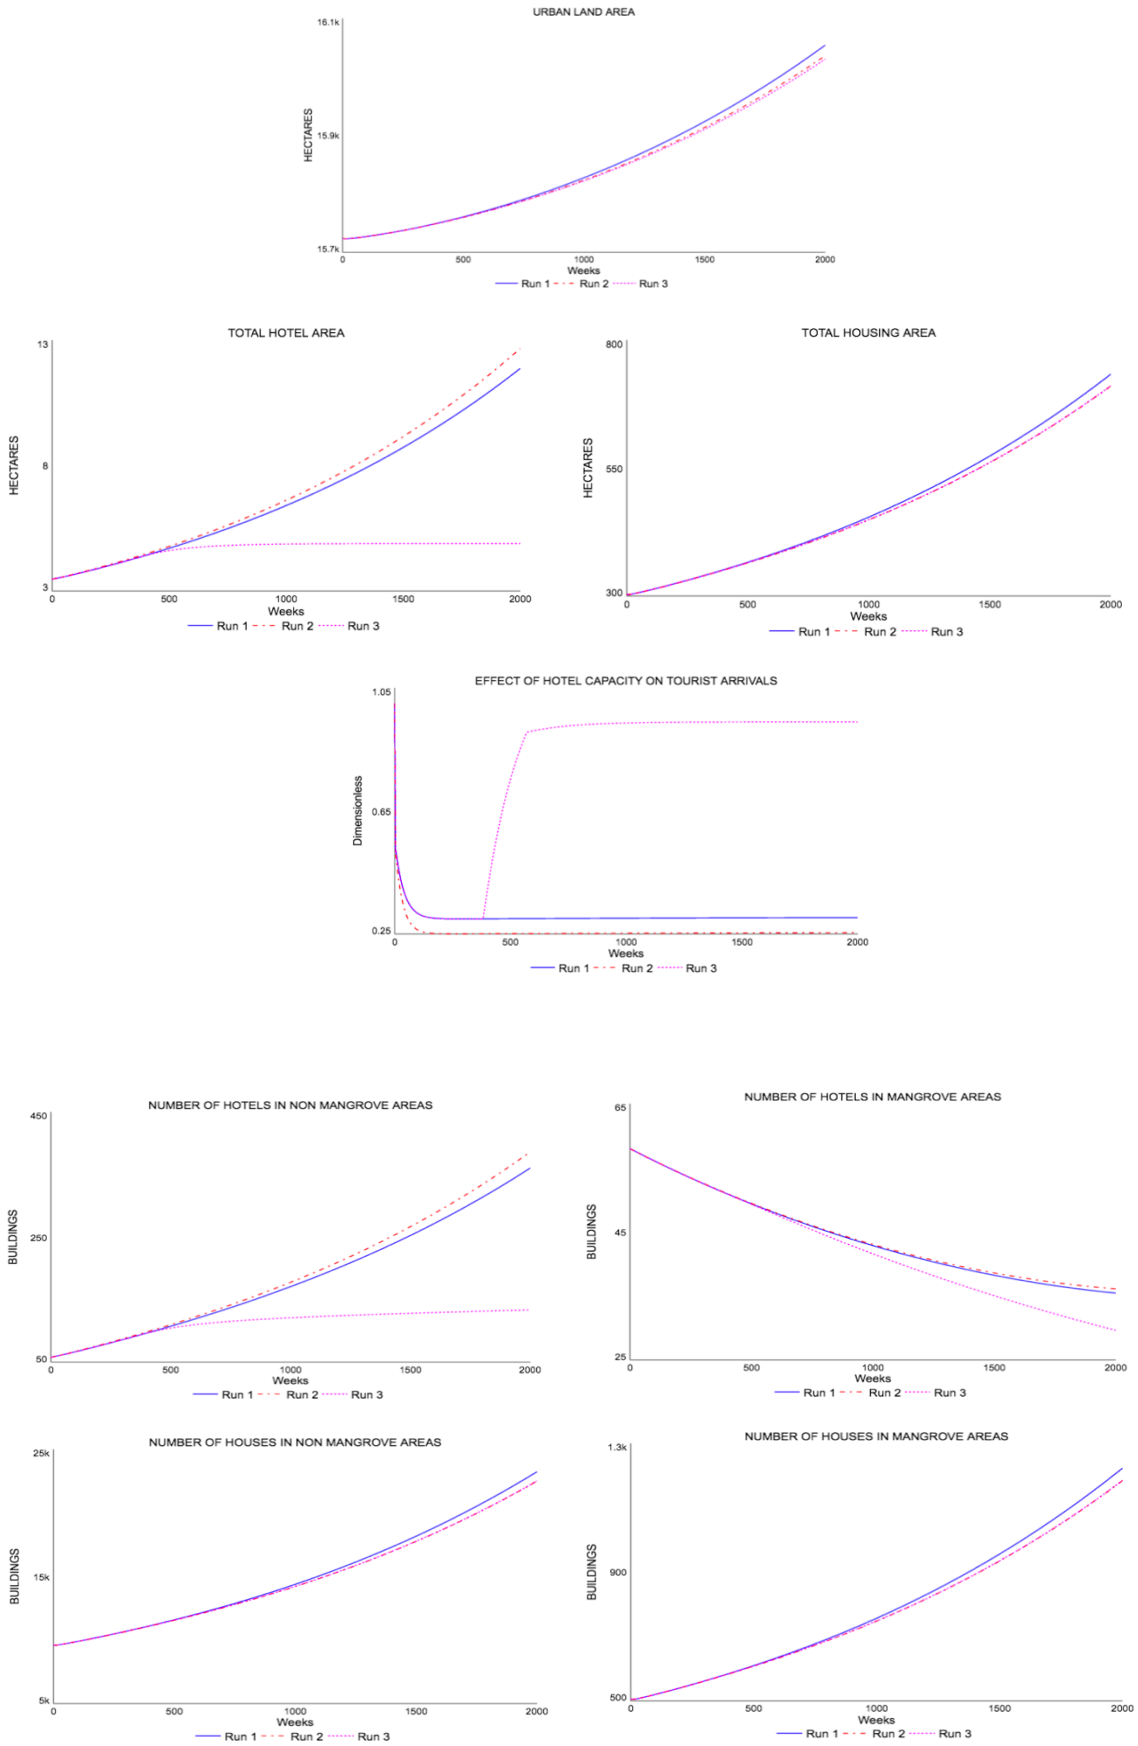 URBAN LAND AREA
16.1k
15.9k
15.7k
HECTARES
0 500 1000 1500 2000
Weeks
Run 1 Run 2 Run 3
TOTAL HOTEL AREA
13
8
3
HECTARES
0 500 1000 1500 2000
Weeks
Run 1 Run 2 Run 3
TOTAL HOUSING AREA
800
550
300
HECTARES
0 500 1000 1500 2000
Weeks
Run 1 Run 2 Run 3
EFFECT OF HOTEL CAPACITY ON TOURIST ARRIVALS
1.05
0.65
0.25
Dimensionless
0 500 1000 1500 2000
Weeks
Run 1 Run 2 Run 3
NUMBER OF HOTELS IN NON MANGROVE AREAS
450
250
50
BUILDINGS
0 500 1000 1500 2000
Weeks
Run 1 Run 2 Run 3
NUMBER OF HOTELS IN MANGROVE AREAS
65
45
25
BUILDINGS
0 500 1000 1500 2000
Weeks
Run 1 Run 2 Run 3
NUMBER OF HOUSES IN NON MANGROVE AREAS
25k
15k
5k
BUILDINGS
0 500 1000 1500 2000
Weeks
Run 1 Run 2 Run 3
NUMBER OF HOUSES IN MANGROVE AREAS
1.3k
900
500
BUILDINGS
0 500 1000 1500 2000
Weeks
Run 1 Run 2 Run 3